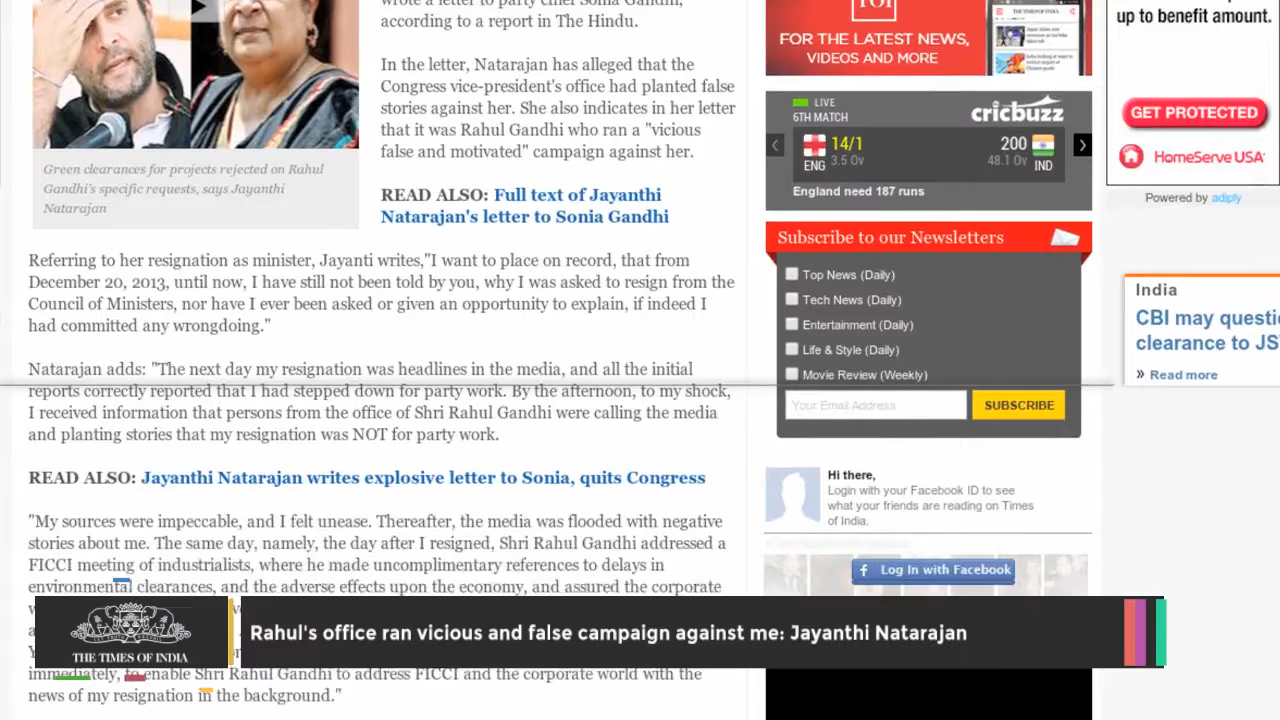 wrote a letter to party chief Sonia Gandhi,
according to a report in The Hindu.
In the letter, Natarajan has alleged that the
Congress vice-president's office had planted false
stories against her. She also indicates in her letter
that it was Rahul Gandhi who ran a "vicious
false and motivated" campaign against her.
Green clearances for projects rejected on Rahul
Gandhi's specific requests, says Jayanthi
Natarajan
READ ALSO: Full text of Jayanthi
Natarajan's letter to Sonia Gandhi
Referring to her resignation as minister, Jayanti writes,"I want to place on record, that from
December 20, 2013, until now, I have still not been told by you, why I was asked to resign from the
Council of Ministers, nor have I ever been asked or given an opportunity to explain, if indeed I
had committed any wrongdoing."
Natarajan adds: "The next day my resignation was headlines in the media, and all the initial
reports correctly reported that I had stepped down for party work. By the afternoon, to my shock,
I received information that persons from the office of Shri Rahul Gandhi were calling the media
and planting stories that my resignation was NOT for party work.
READ ALSO: Jayanthi Natarajan writes explosive letter to Sonia, quits Congress
"My sources were impeccable, and I felt unease. Thereafter, the media was flooded with negative
stories about me. The same day, namely, the day after I resigned, Shri Rahul Gandhi addressed a
FICCI meeting of industrialists, where he made uncomplimentary references to delays in
environmental clearances, and the adverse effects upon the economy, and assured the corporate
immediately, to enable Shri Rahul Gandhi to address FICCI and the corporate world with the
news of my resignation in the background."
THE TIMES OF INDIA
Rahul's office ran vicious and false campaign against me: Jayanthi Natarajan
TOI
FOR THE LATEST NEWS,
VIDEOS AND MORE
THE TIMES OF INDIA
LIVE
6TH MATCH
cricbuzz
14/1
3.5 Ov
ENG
200
48.1 Ov
IND
England need 187 runs
Subscribe to our Newsletters
Top News (Daily)
Tech News (Daily)
Entertainment (Daily)
Life & Style (Daily)
Movie Review (Weekly)
Your Email Address
SUBSCRIBE
Hi there,
Login with your Facebook ID to see
what your friends are reading on Times
of India.
f Log In with Facebook
up to benefit amount.
GET PROTECTED
HomeServe USA
Powered by adiply
India
CBI may questi
clearance to JS
» Read more